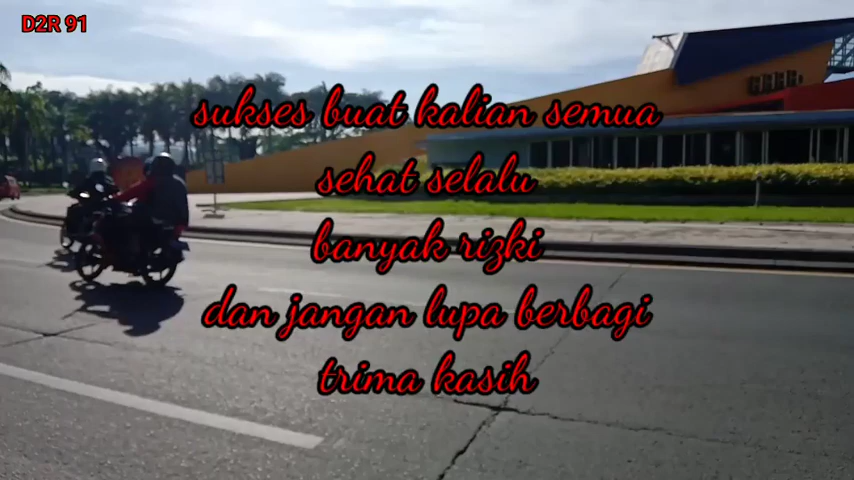 D2R 91
sukses buat kalian semua
sehat selalu
banyak rizki
dan jangan lupa berbagi
trima kasih